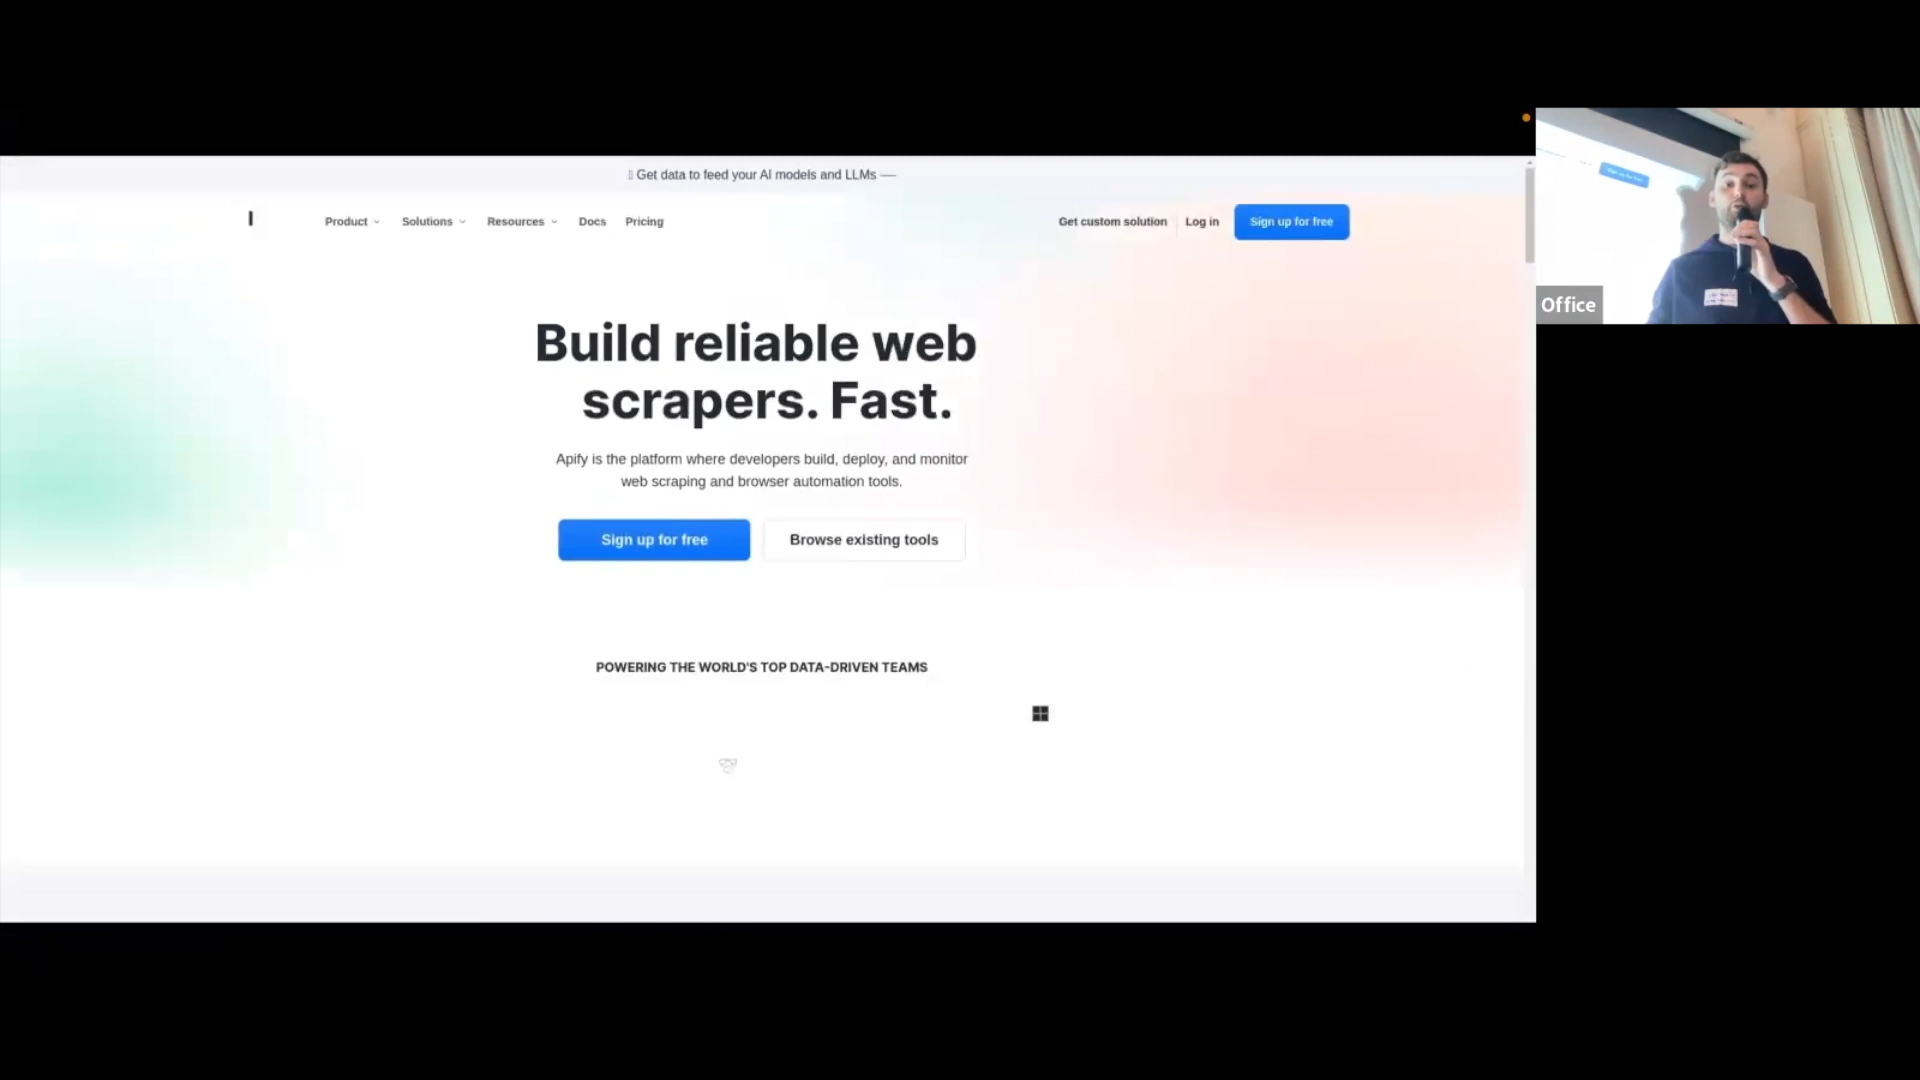 Get data to feed your AI models and LLMs —
Product
Solutions
Resources
Docs
Pricing
Get custom solution
Log in
Sign up for free
Build reliable web
scrapers. Fast.
Apify is the platform where developers build, deploy, and monitor
web scraping and browser automation tools.
Sign up for free
Browse existing tools
POWERING THE WORLD'S TOP DATA-DRIVEN TEAMS
Office